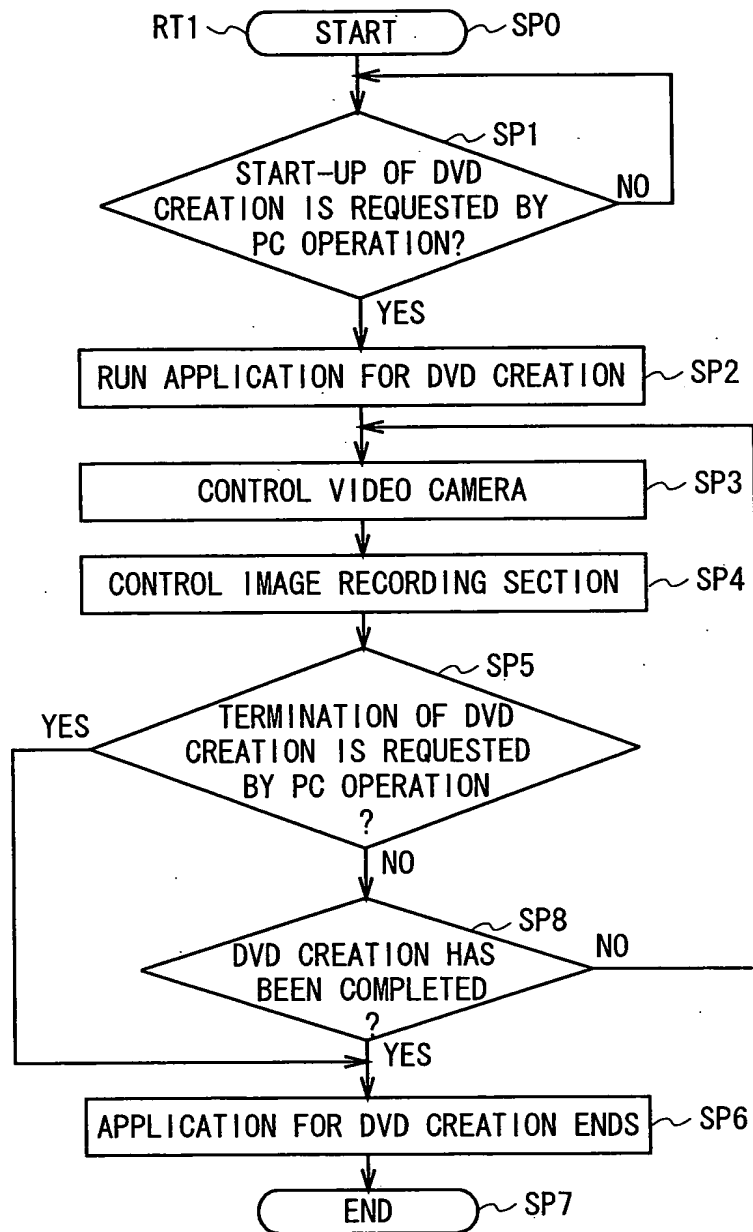 RT1
START
SP0
SP1
START-UP OF DVD
CREATION IS REQUESTED BY
PC OPERATION?
NO
YES
RUN APPLICATION FOR DVD CREATION
SP2
CONTROL VIDEO CAMERA
SP3
CONTROL IMAGE RECORDING SECTION
SP4
SP5
YES
TERMINATION OF DVD
CREATION IS REQUESTED
BY PC OPERATION
?
NO
SP8
DVD CREATION HAS
BEEN COMPLETED
?
NO
YES
APPLICATION FOR DVD CREATION ENDS
SP6
END
SP7